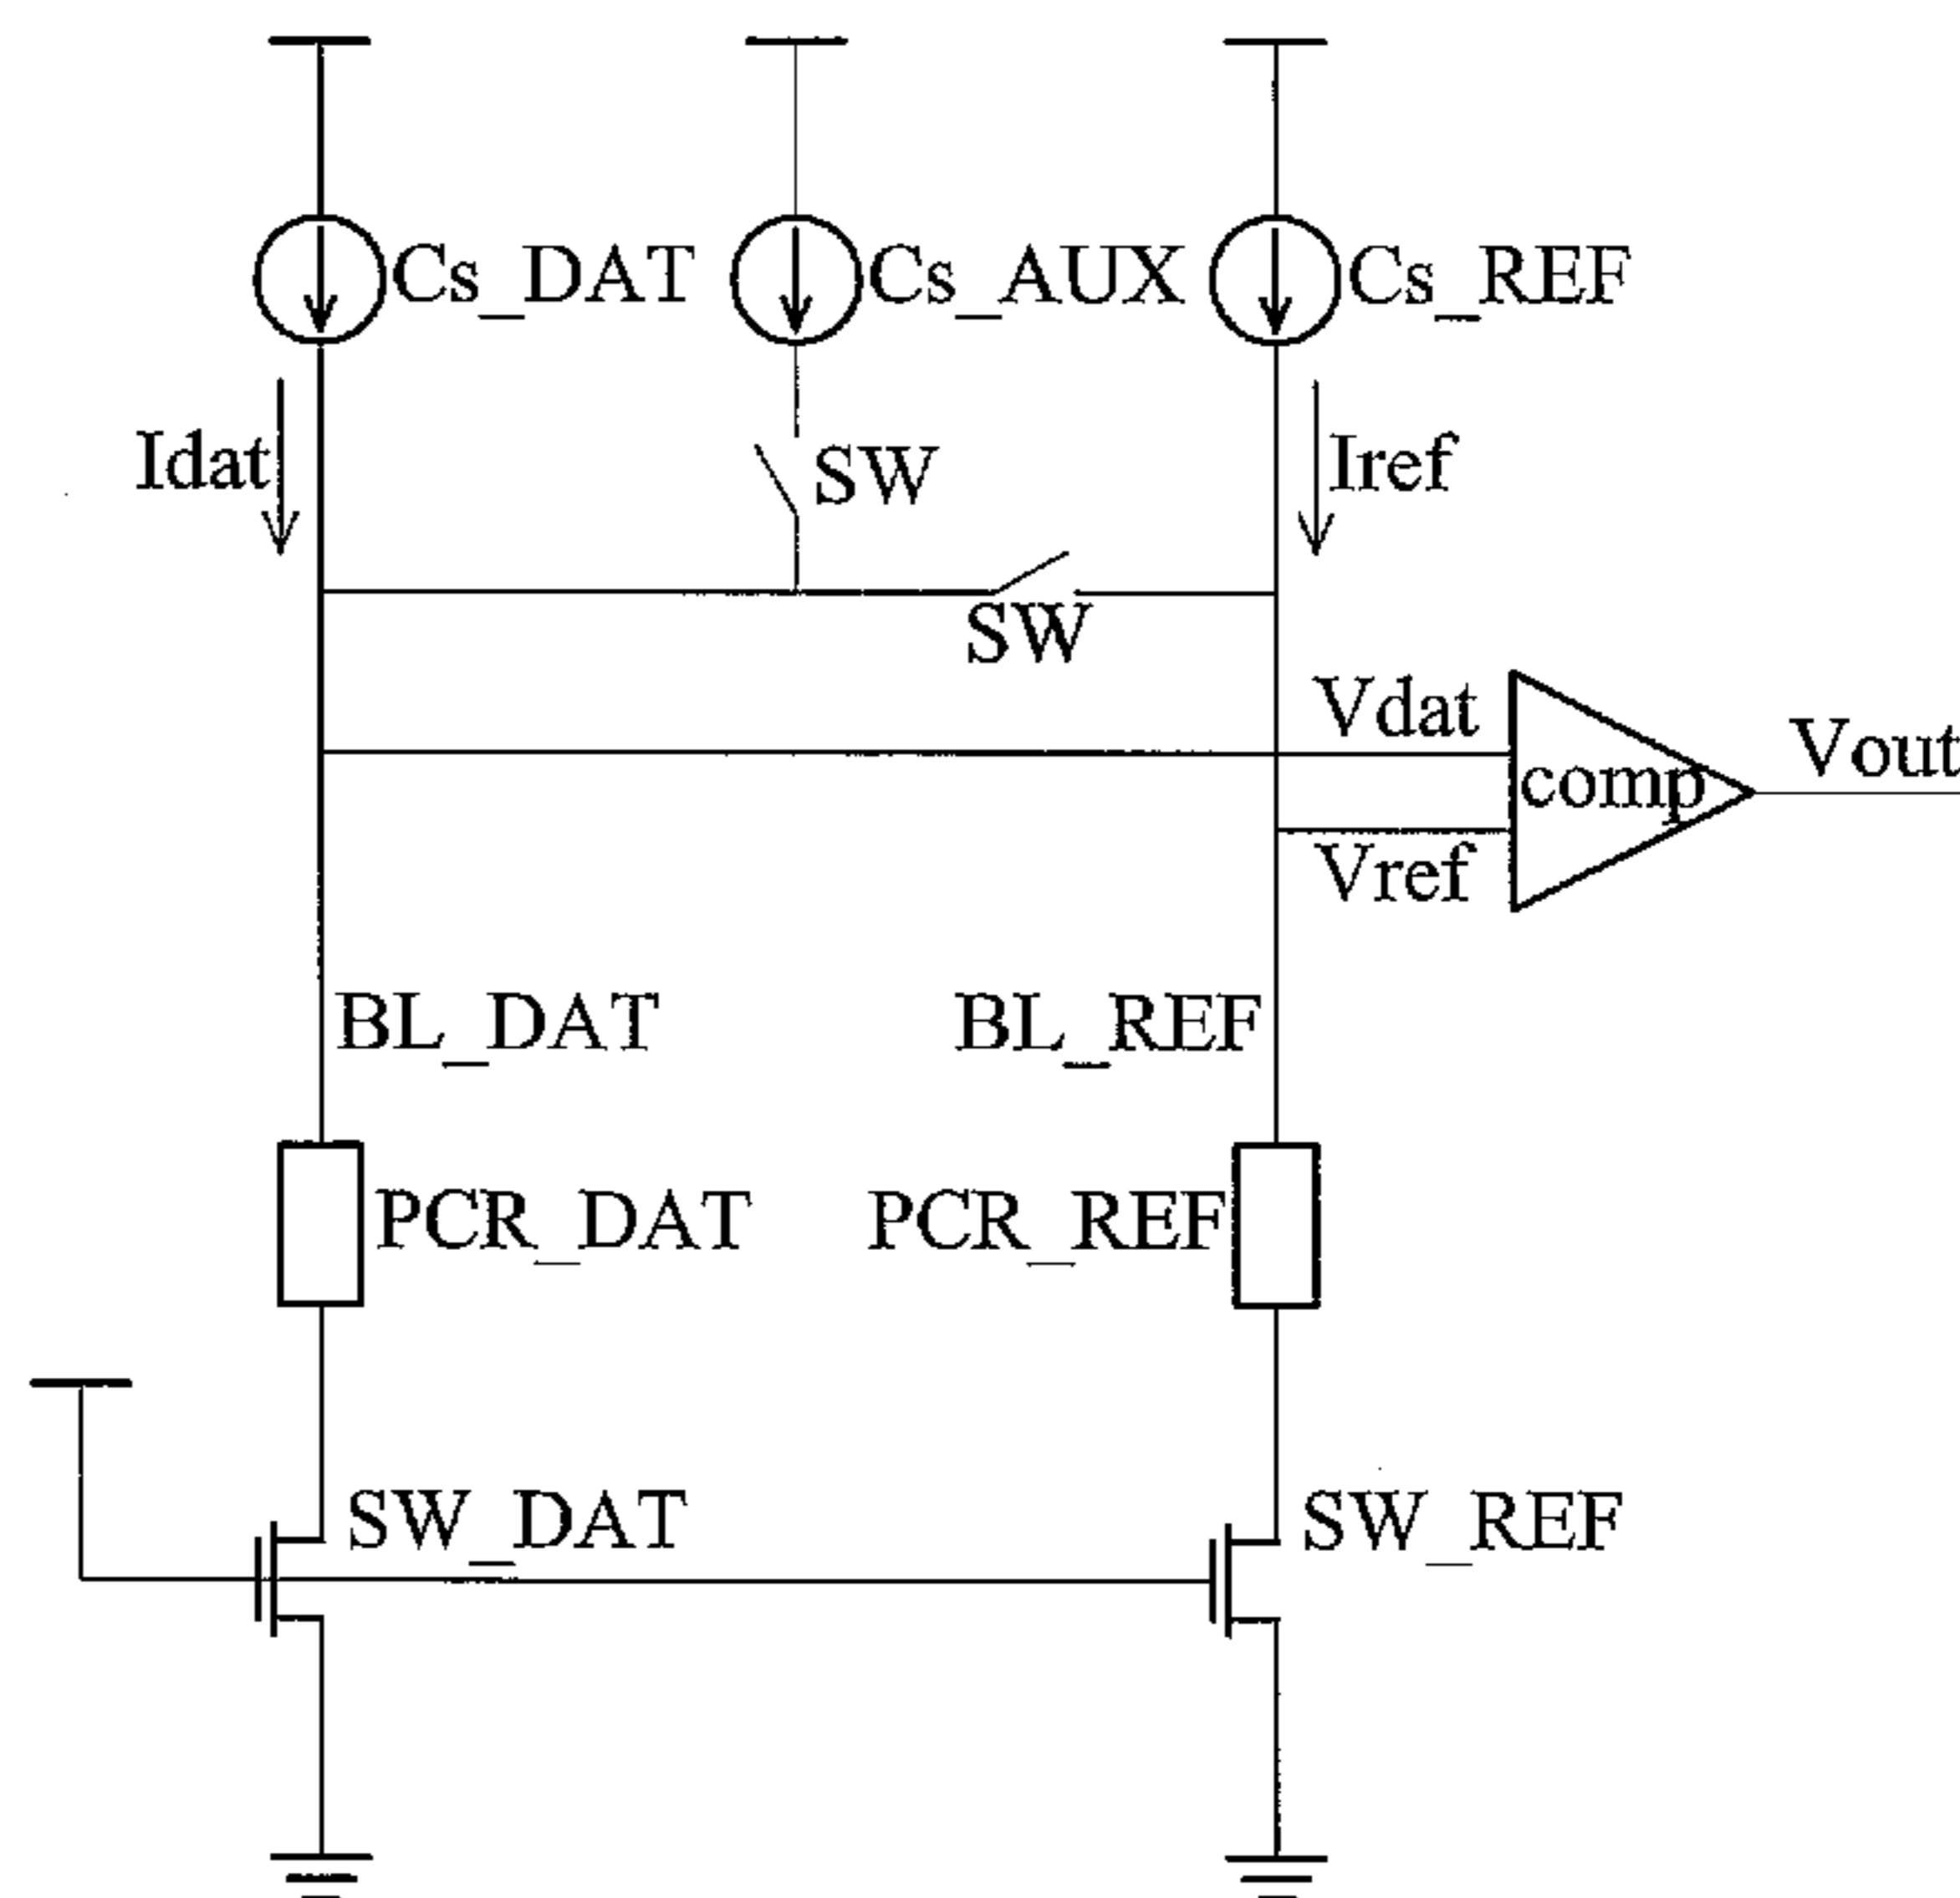 Cs_DAT
Cs_AUX
Cs_REF
Idat
SW
Iref
SW
Vdat
comp
Vout
Vref
BL_DAT
BL_REF
PCR_DAT
PCR_REF
SW_DAT
SW_REF